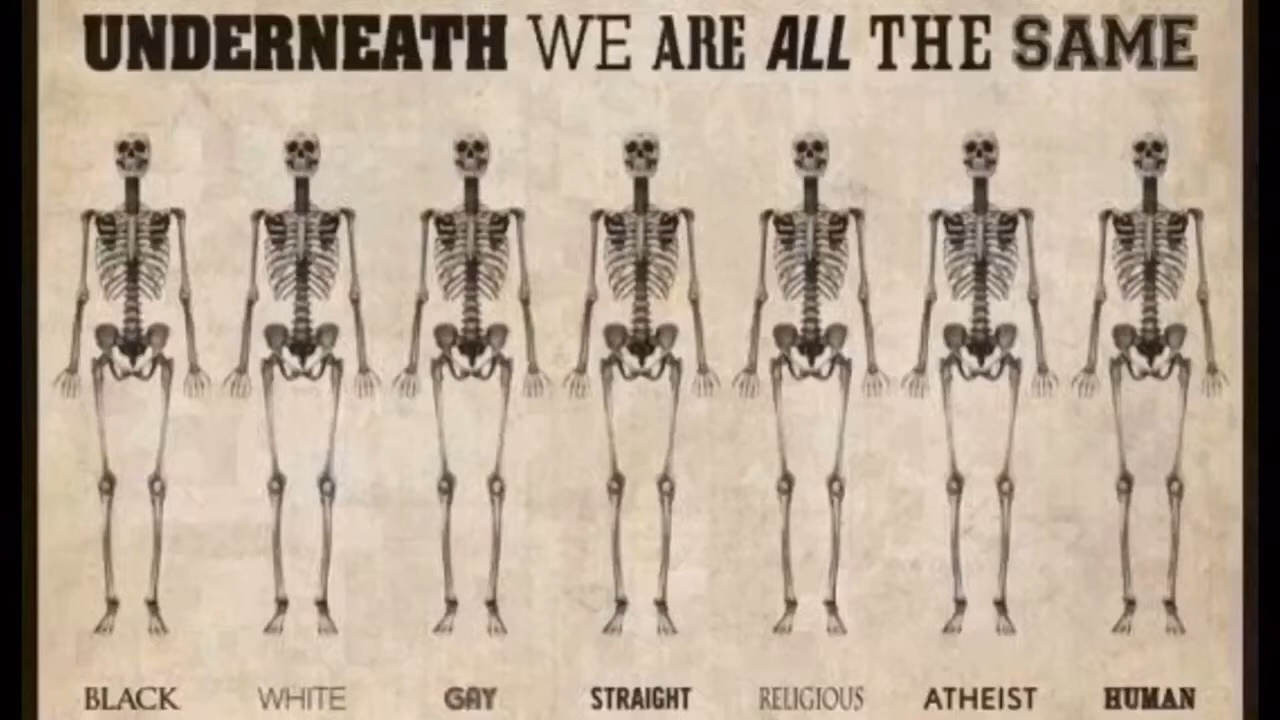 UNDERNEATH WE ARE ALL THE SAME
BLACK WHITE GAY STRAIGHT RELIGIOUS ATHEIST HUMAN